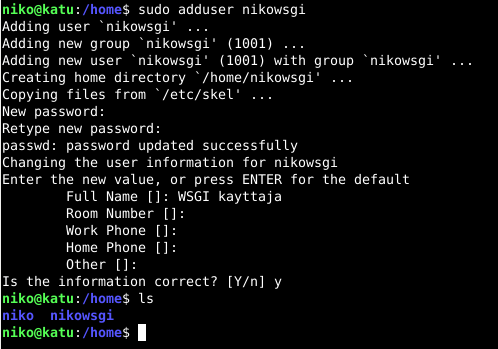 niko@katu:/home$ sudo adduser nikowsgi
Adding user `nikowsgi' ...
Adding new group `nikowsgi' (1001) ...
Adding new user `nikowsgi' (1001) with group `nikowsgi' ...
Creating home directory `/home/nikowsgi' ...
Copying files from `/etc/skel' ...
New password:
Retype new password:
passwd: password updated successfully
Changing the user information for nikowsgi
Enter the new value, or press ENTER for the default
Full Name []: WSGI kayttaja
Room Number []:
Work Phone []:
Home Phone []:
Other []:
Is the information correct? [Y/n] y
niko@katu:/home$ ls
niko  nikowsgi
niko@katu:/home$